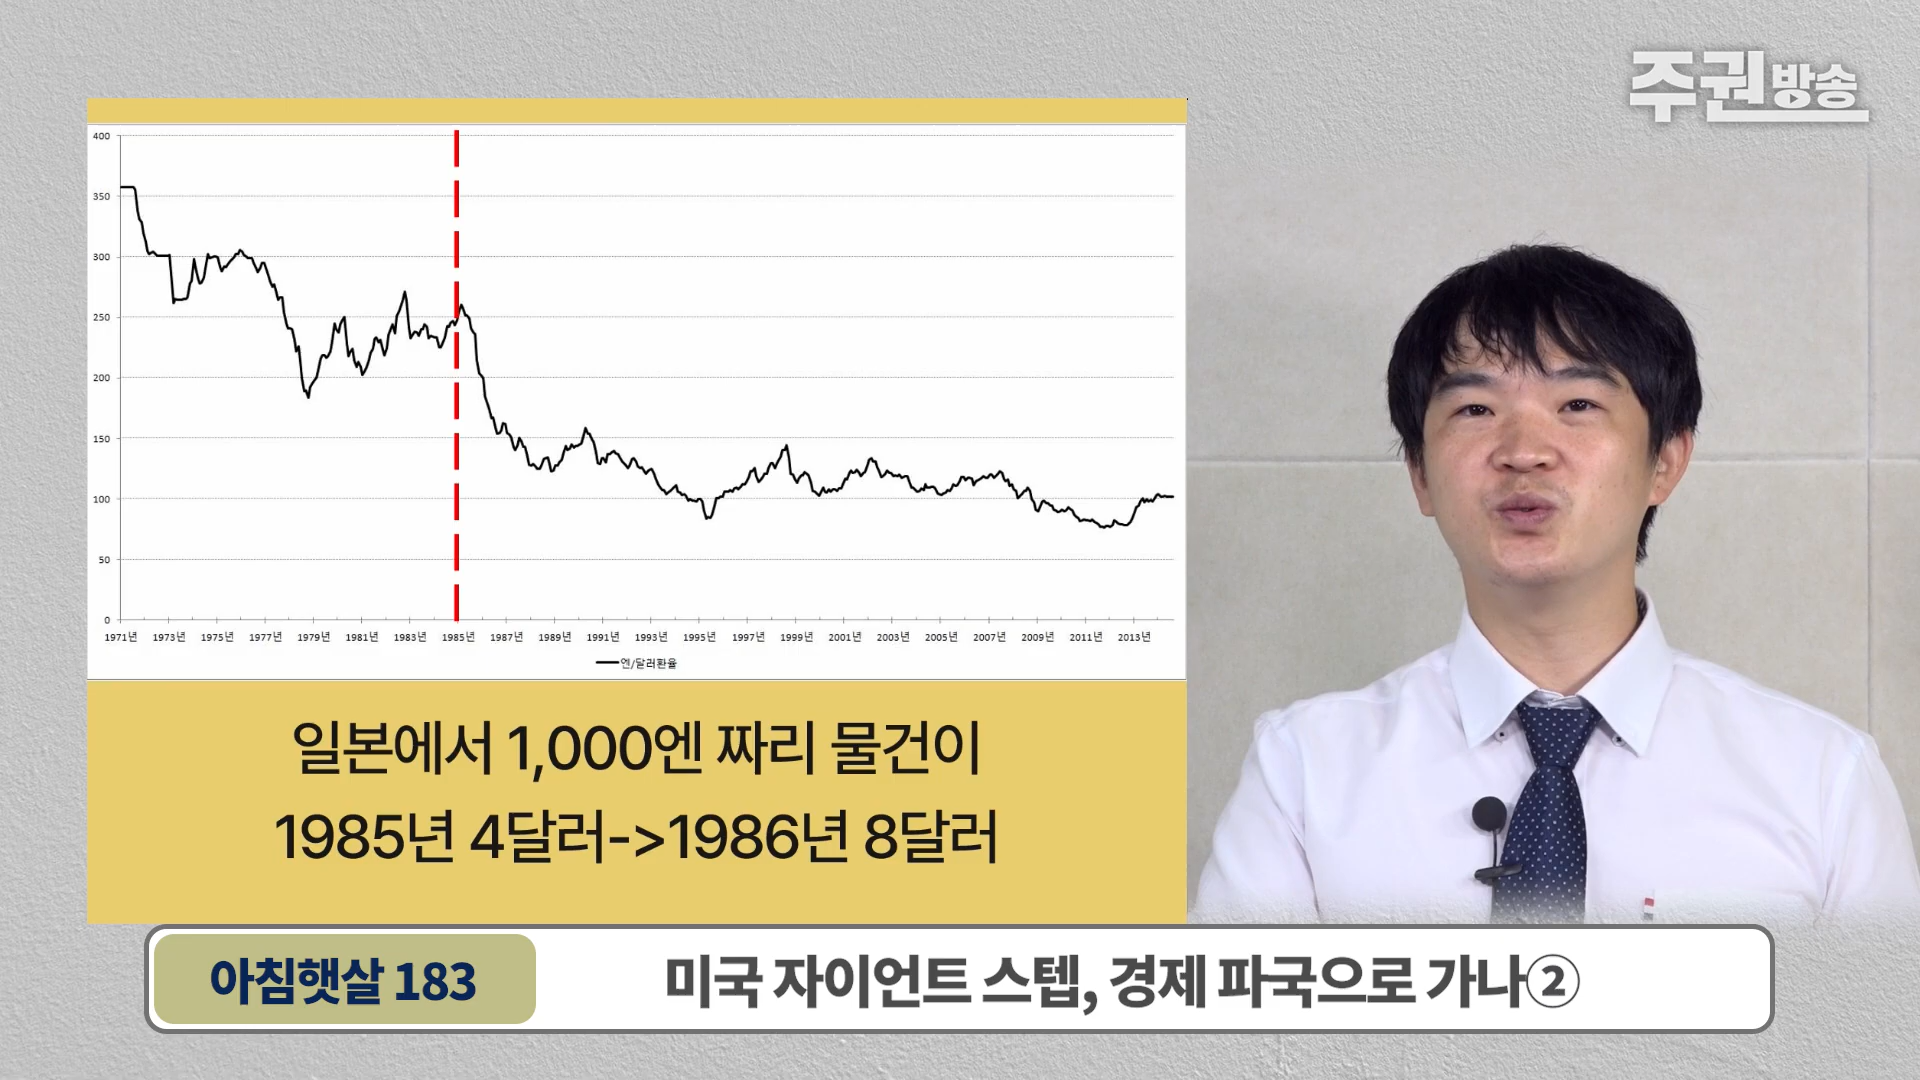 주권방송
400
350
300
250
200
150
100
50
0
1971년 1973년 1975년 1977년 1979년 1981년 1983년 1985년 1987년 1989년 1991년 1993년 1995년 1997년 1999년 2001년 2003년 2005년 2007년 2009년 2011년 2013년
엔/달러환율
일본에서 1,000엔 짜리 물건이
1985년 4달러->1986년 8달러
아침햇살 183
미국 자이언트 스텝, 경제 파국으로 가나②